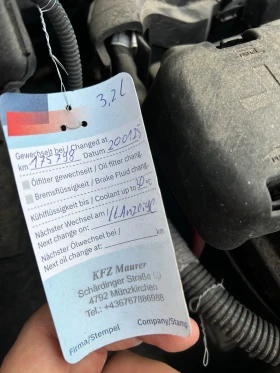 3,2L
Gewechselt bei / Changed at
km 175798 Datum 200125
Ölfilter gewechselt / Oil filter chang.
Bremsflüssigkeit / Brake Fluid chang.
Kühlflüssigkeit bis / Coolant up to °C
Nächster Wechsel am
Next change on:
Nächster Ölwechsel bei /
Next oil change at: km
KFZ Maurer
Schärdinger Straße
4792 Münzkirchen
Tel.: +436767886988
Firma/Stempel Company/Stamp